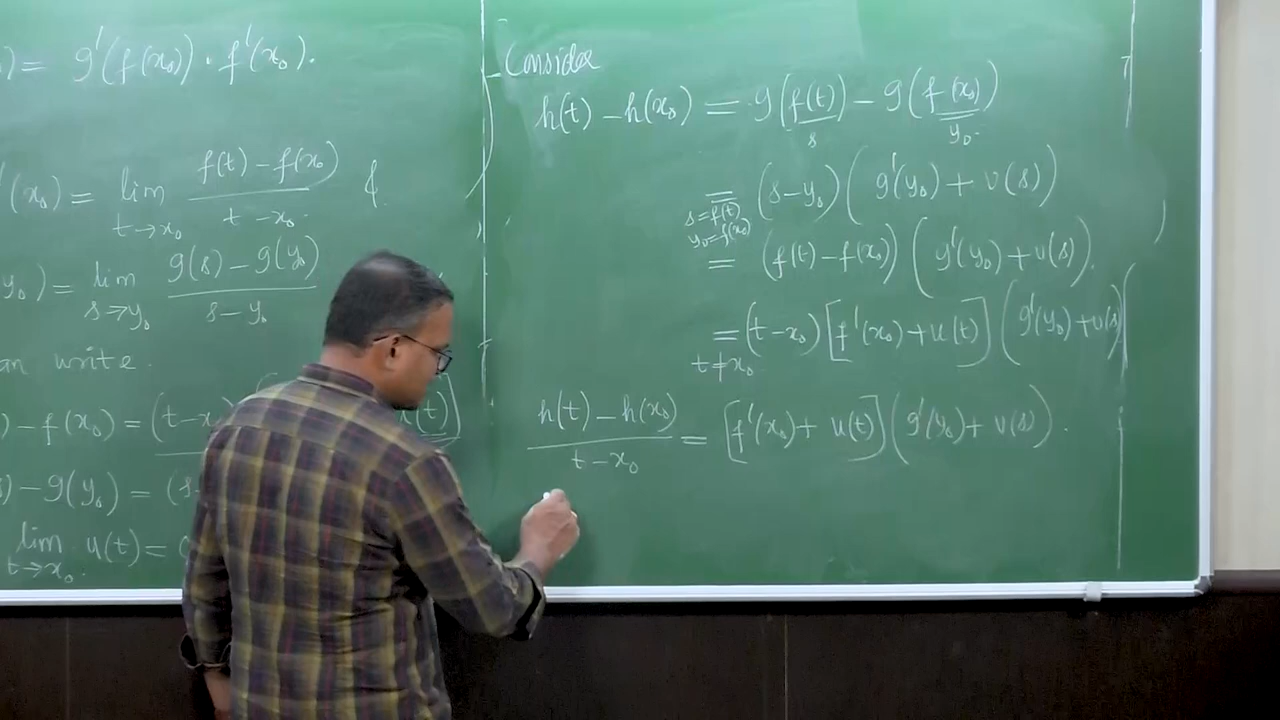 ) = g'(f(x₀)) · f'(x₀).
'(x₀) = lim t→x₀ (f(t) – f(x₀)) / (t – x₀) &
y₀) = lim s→y₀ (g(s) – g(y₀)) / (s – y₀)
an write.
) – f(x₀) = (t – x₀) u(t)]
s) – g(y₀) = (s –
lim t→x₀ u(t) =
Consider
h(t) – h(x₀) = g(f(t)) – g(f(x₀))
s y₀.
= (s – y₀)(g'(y₀) + v(s))
s = f(t)
y₀ = f(x₀)
= (f(t) – f(x₀)) (g'(y₀) + v(s)).
= (t – x₀)[f'(x₀) + u(t)](g'(y₀) + v(s)
t ≠ x₀
(h(t) – h(x₀)) / (t – x₀) = [f'(x₀) + u(t)](g'(y₀) + v(s)).